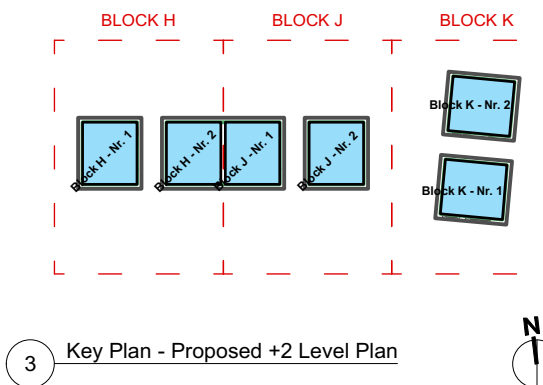 BLOCK H
BLOCK J
BLOCK K
Block H - Nr. 1
Block H - Nr. 2
Block J - Nr. 1
Block J - Nr. 2
Block K - Nr. 2
Block K - Nr. 1
3
Key Plan - Proposed +2 Level Plan
N